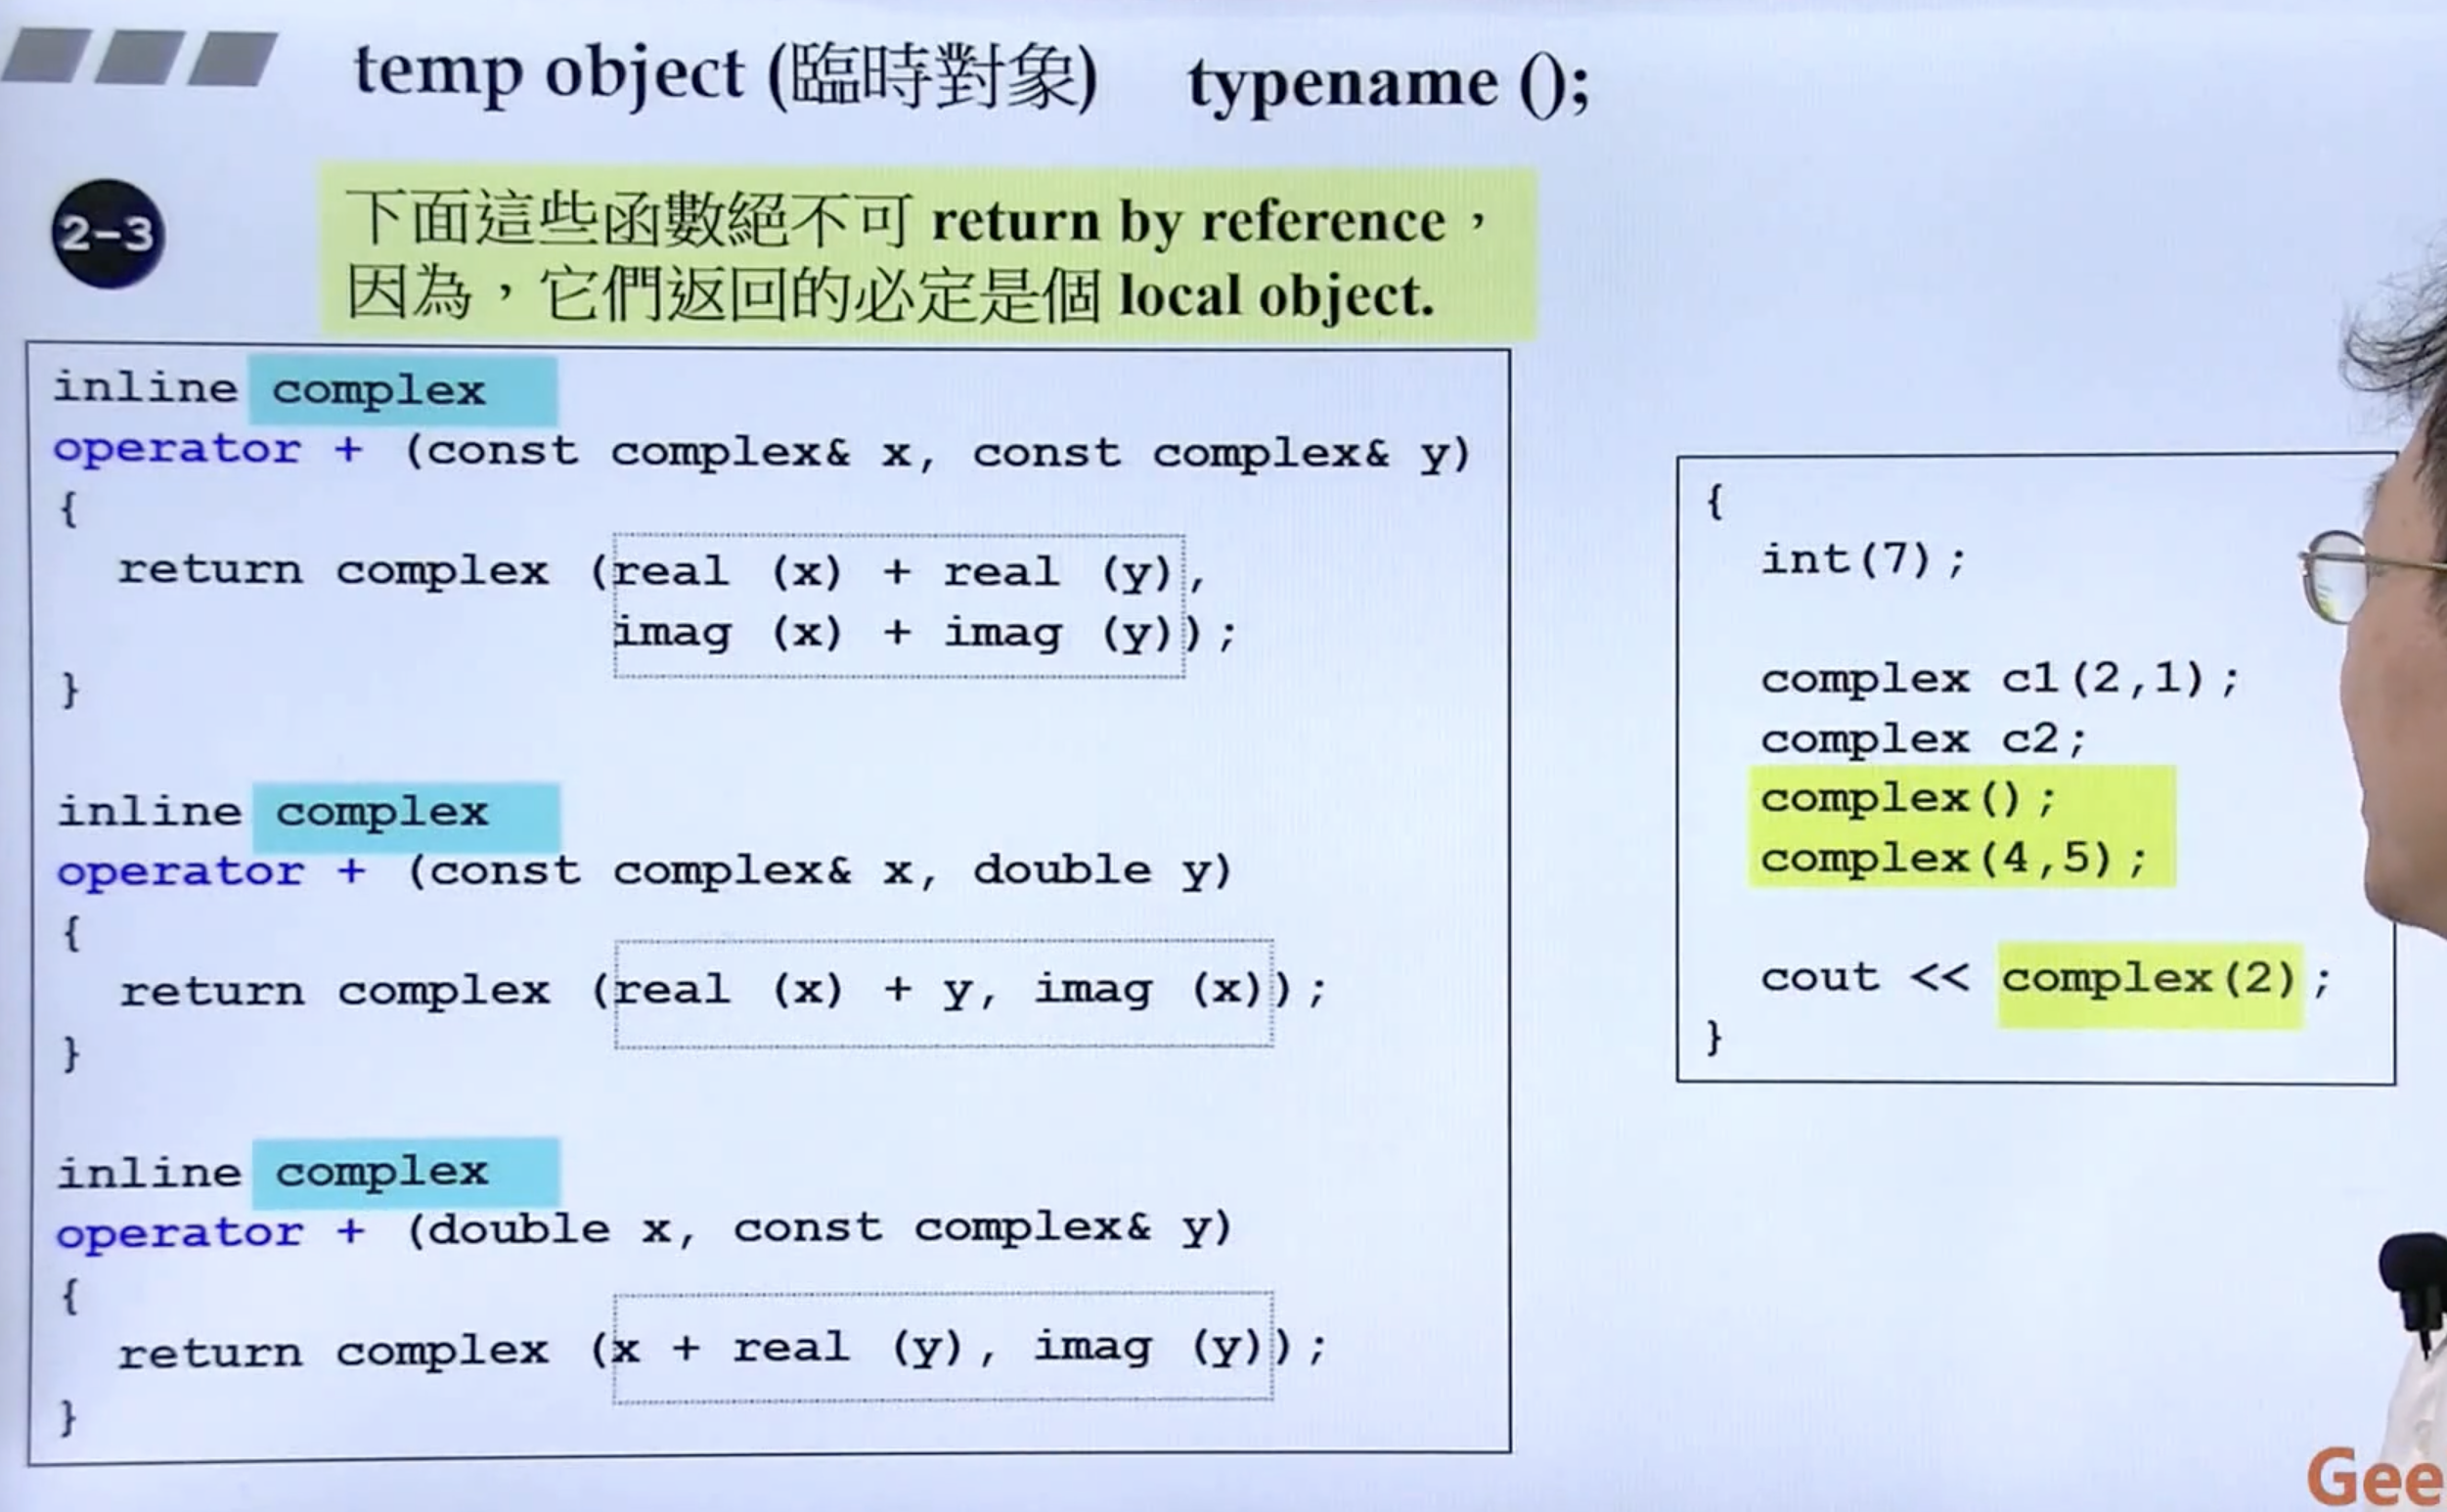 temp object (臨時對象) typename ();
2-3
下面這些函數絕不可 return by reference，
因為，它們返回的必定是個 local object.
inline complex
operator + (const complex& x, const complex& y)
{
return complex (real (x) + real (y),
imag (x) + imag (y));
}
inline complex
operator + (const complex& x, double y)
{
return complex (real (x) + y, imag (x));
}
inline complex
operator + (double x, const complex& y)
{
return complex (x + real (y), imag (y));
}
{
int(7);
complex c1(2,1);
complex c2;
complex();
complex(4,5);
cout << complex(2);
}
Gee